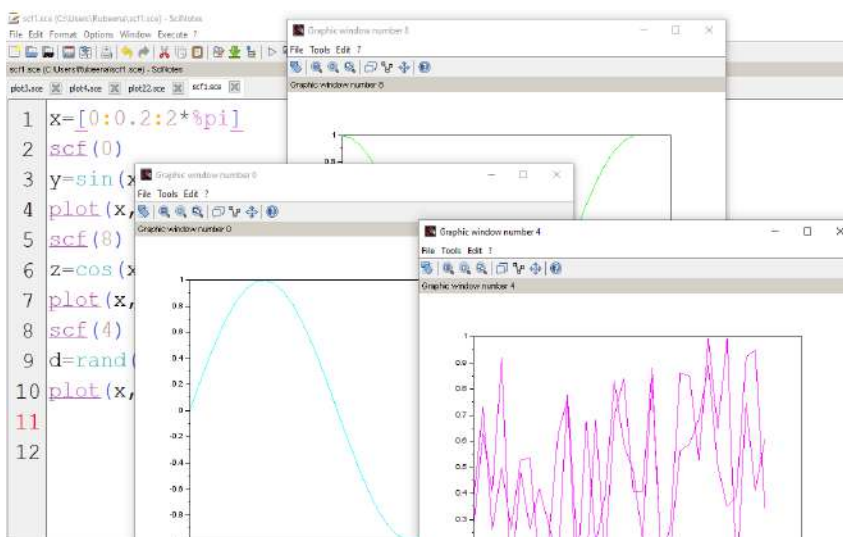 scf1.sce (C:\Users\Rubeena\scf1.sce) - SciNotes
File Edit Format Options Window Execute ?
scf1.sce (C:\Users\Rubeena\scf1.sce) - SciNotes
plot3.sce plot4.sce plot22.sce scf1.sce
1 x=[0:0.2:2*%pi]
2 scf(0)
3 y=sin(x
4 plot(x,
5 scf(8)
6 z=cos(x
7 plot(x,
8 scf(4)
9 d=rand(
10 plot(x,
11
12
Graphic window number 8
File Tools Edit ?
Graphic window number 8
1
0.8
Graphic window number 0
File Tools Edit ?
Graphic window number 0
1
0.8
0.6
0.4
0.2
0
-0.2
-0.4
-0.6
-0.8
Graphic window number 4
File Tools Edit ?
Graphic window number 4
1
0.9
0.8
0.7
0.6
0.5
0.4
0.3